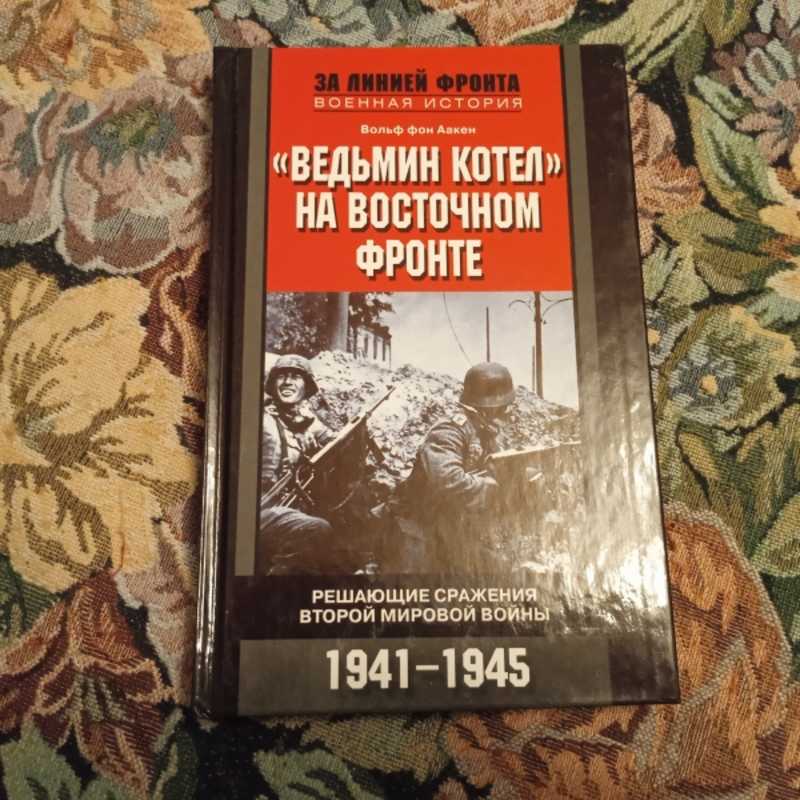 ЗА ЛИНИЕЙ ФРОНТА
ВОЕННАЯ ИСТОРИЯ
Вольф фон Аакен
«ВЕДЬМИН КОТЕЛ»
НА ВОСТОЧНОМ
ФРОНТЕ
РЕШАЮЩИЕ СРАЖЕНИЯ
ВТОРОЙ МИРОВОЙ ВОЙНЫ
1941–1945